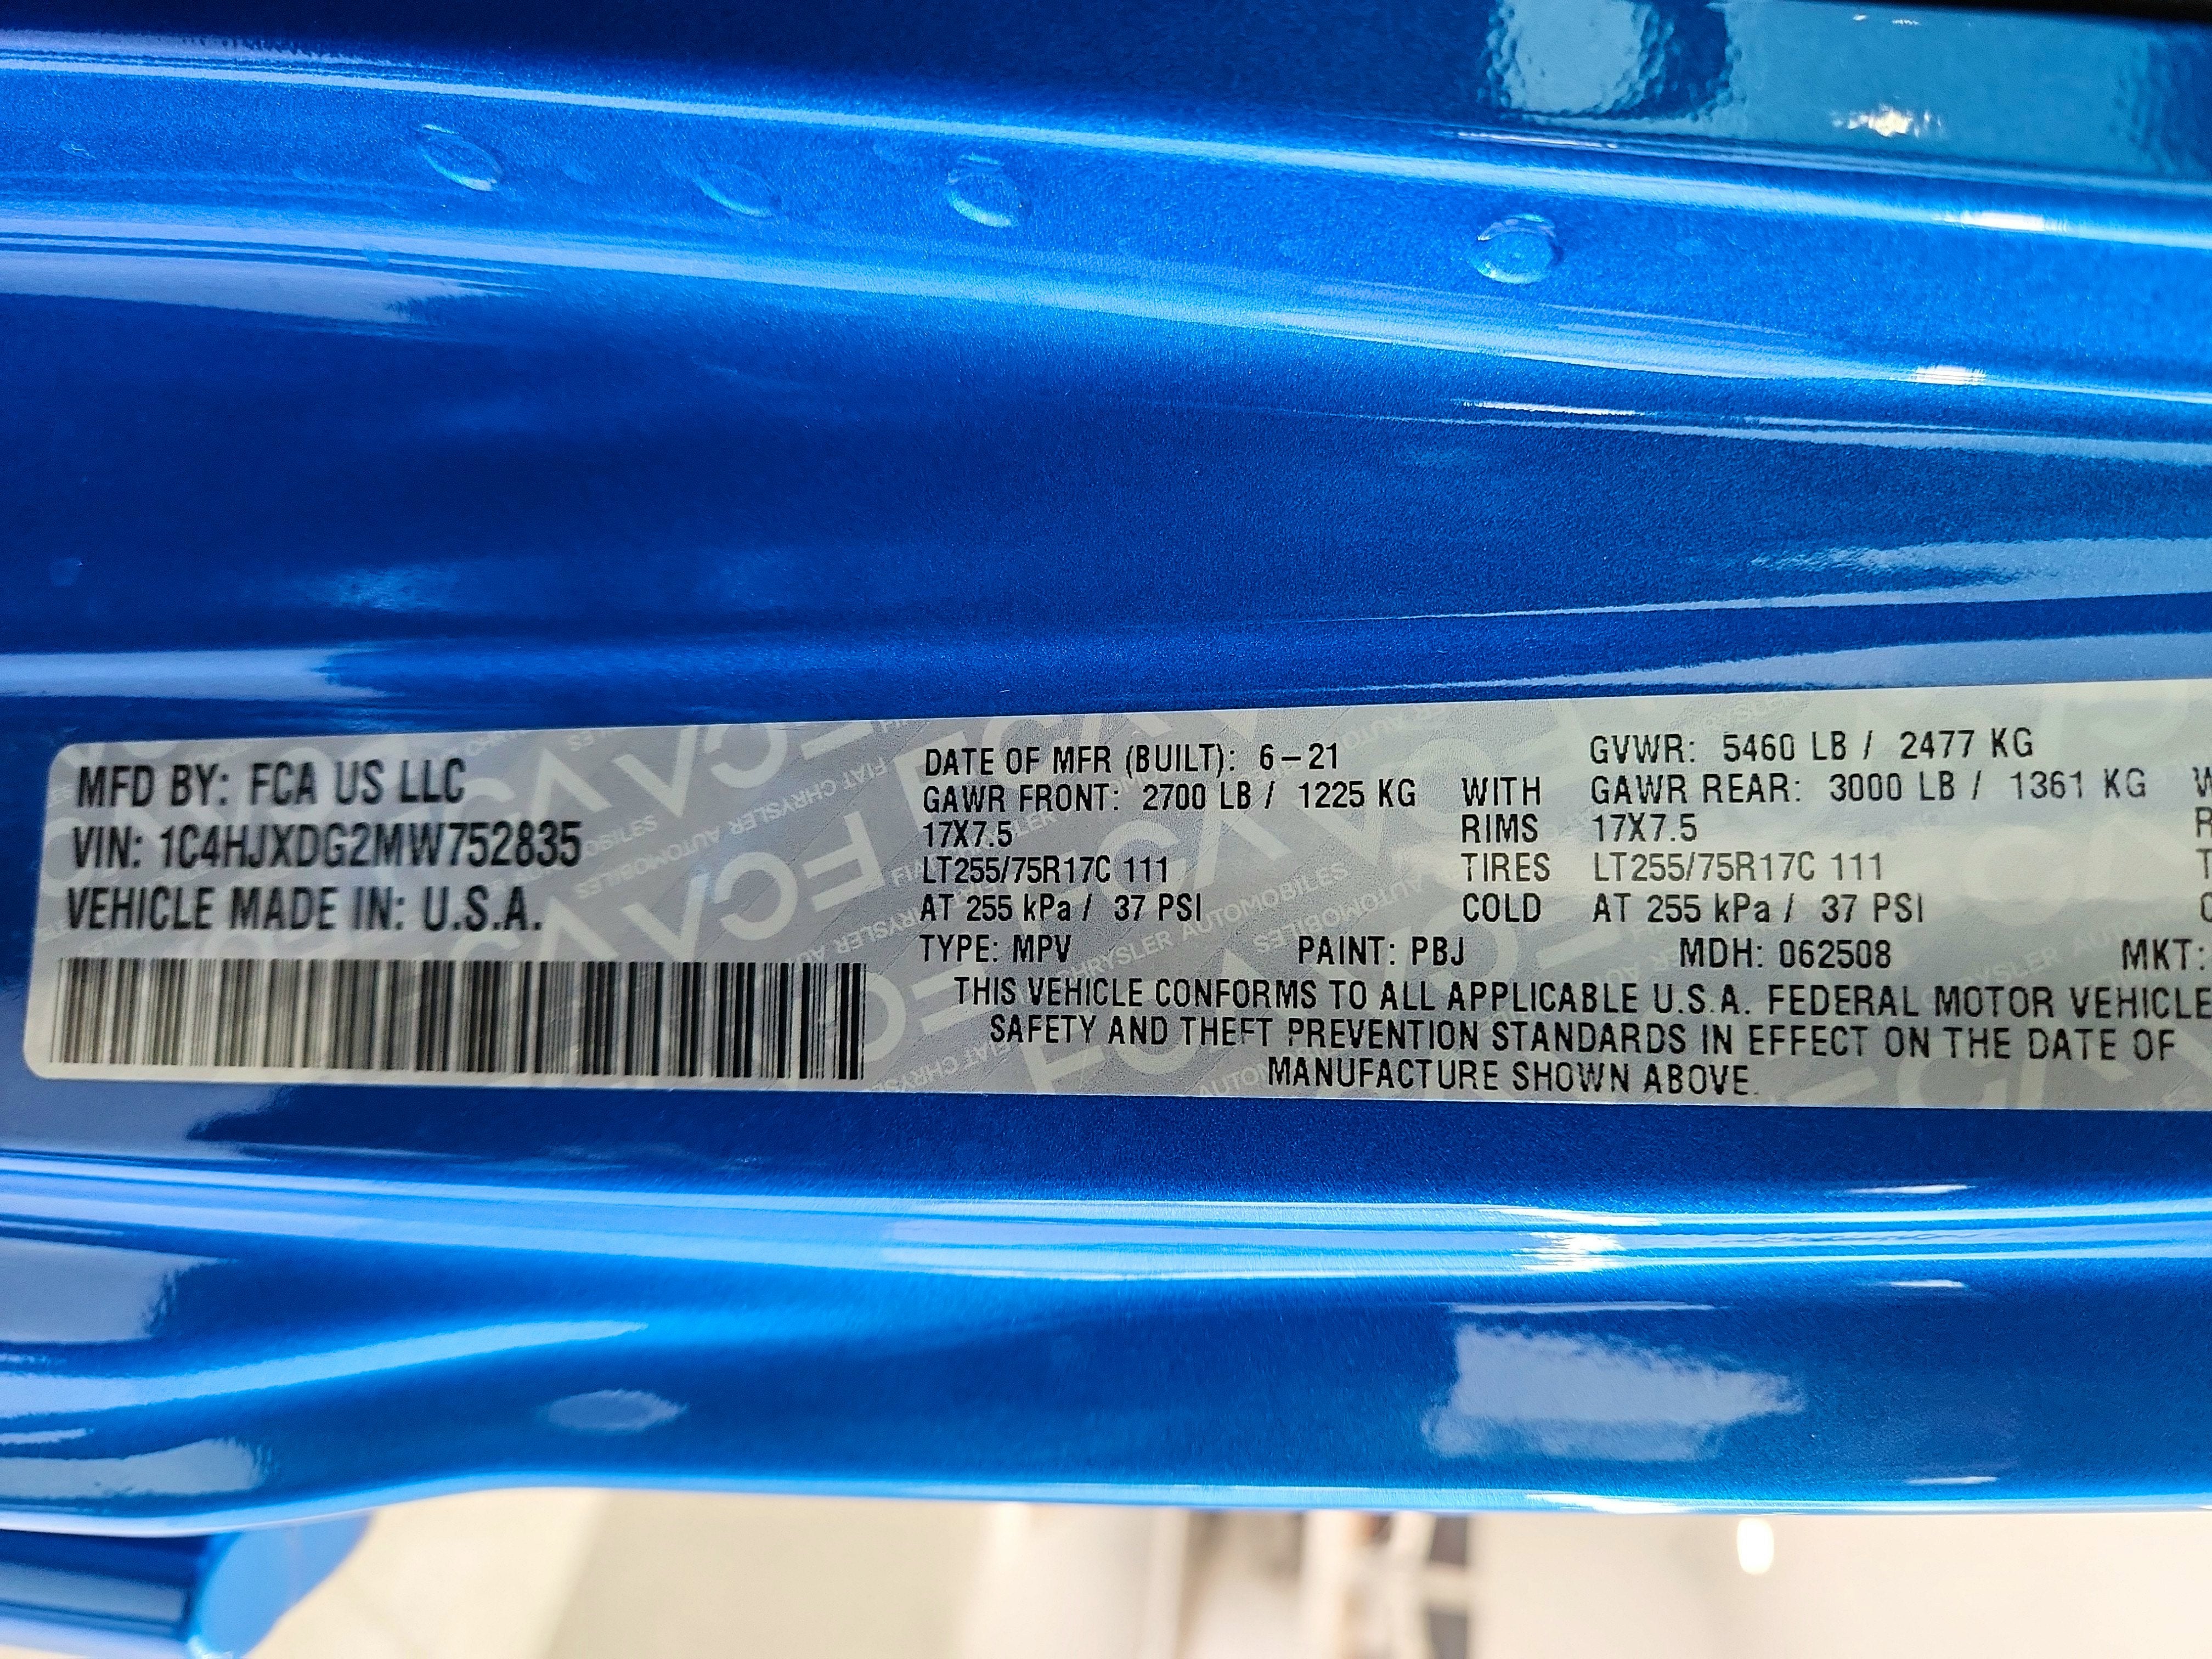 MFD BY: FCA US LLC
VIN: 1C4HJXDG2MW752835
VEHICLE MADE IN: U.S.A.
DATE OF MFR (BUILT): 6-21 GVWR: 5460 LB / 2477 KG
GAWR FRONT: 2700 LB / 1225 KG WITH GAWR REAR: 3000 LB / 1361 KG
17X7.5 RIMS 17X7.5
LT255/75R17C 111 TIRES LT255/75R17C 111
AT 255 kPa / 37 PSI COLD AT 255 kPa / 37 PSI
TYPE: MPV PAINT: PBJ MDH: 062508 MKT:
THIS VEHICLE CONFORMS TO ALL APPLICABLE U.S.A. FEDERAL MOTOR VEHICLE
SAFETY AND THEFT PREVENTION STANDARDS IN EFFECT ON THE DATE OF
MANUFACTURE SHOWN ABOVE.